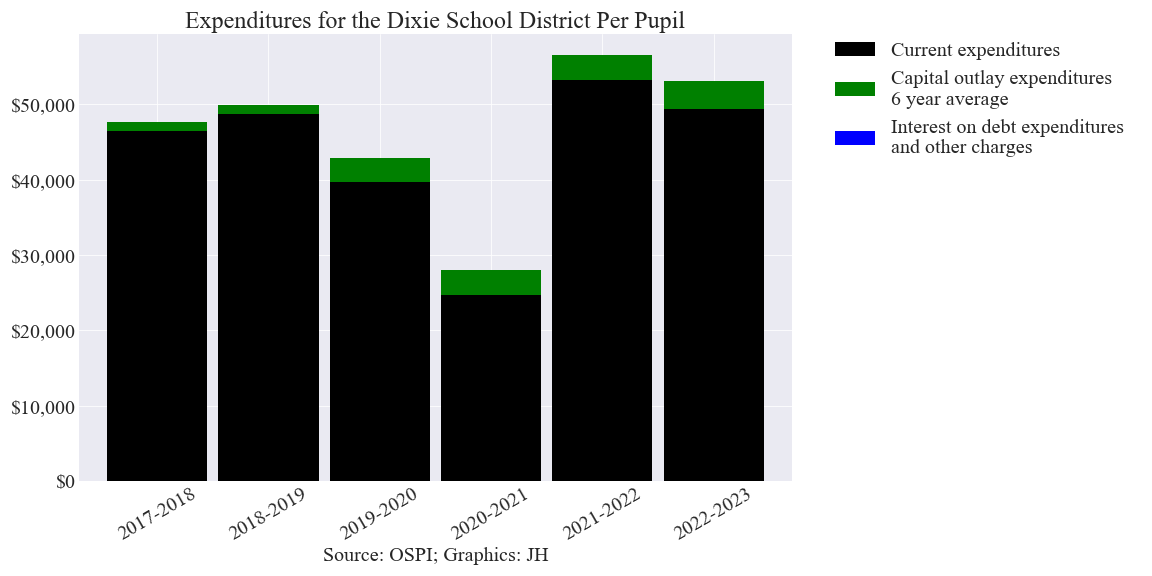 Expenditures for the Dixie School District Per Pupil
Current expenditures
Capital outlay expenditures
6 year average
Interest on debt expenditures
and other charges
$50,000
$40,000
$30,000
$20,000
$10,000
$0
2017-2018
2018-2019
2019-2020
2020-2021
2021-2022
2022-2023
Source: OSPI; Graphics: JH